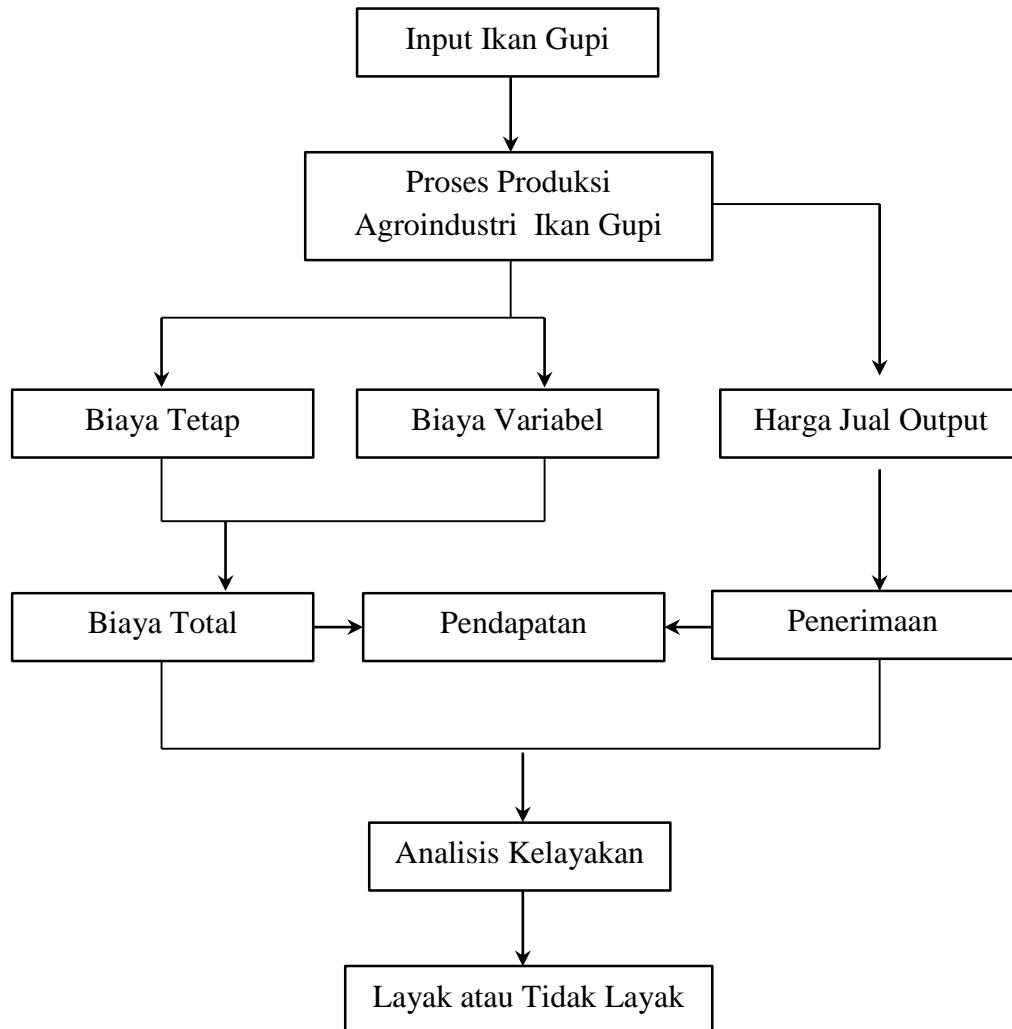 Input Ikan Gupi
Proses Produksi
Agroindustri  Ikan Gupi
Biaya Tetap
Biaya Variabel
Harga Jual Output
Biaya Total
Pendapatan
Penerimaan
Analisis Kelayakan
Layak atau Tidak Layak